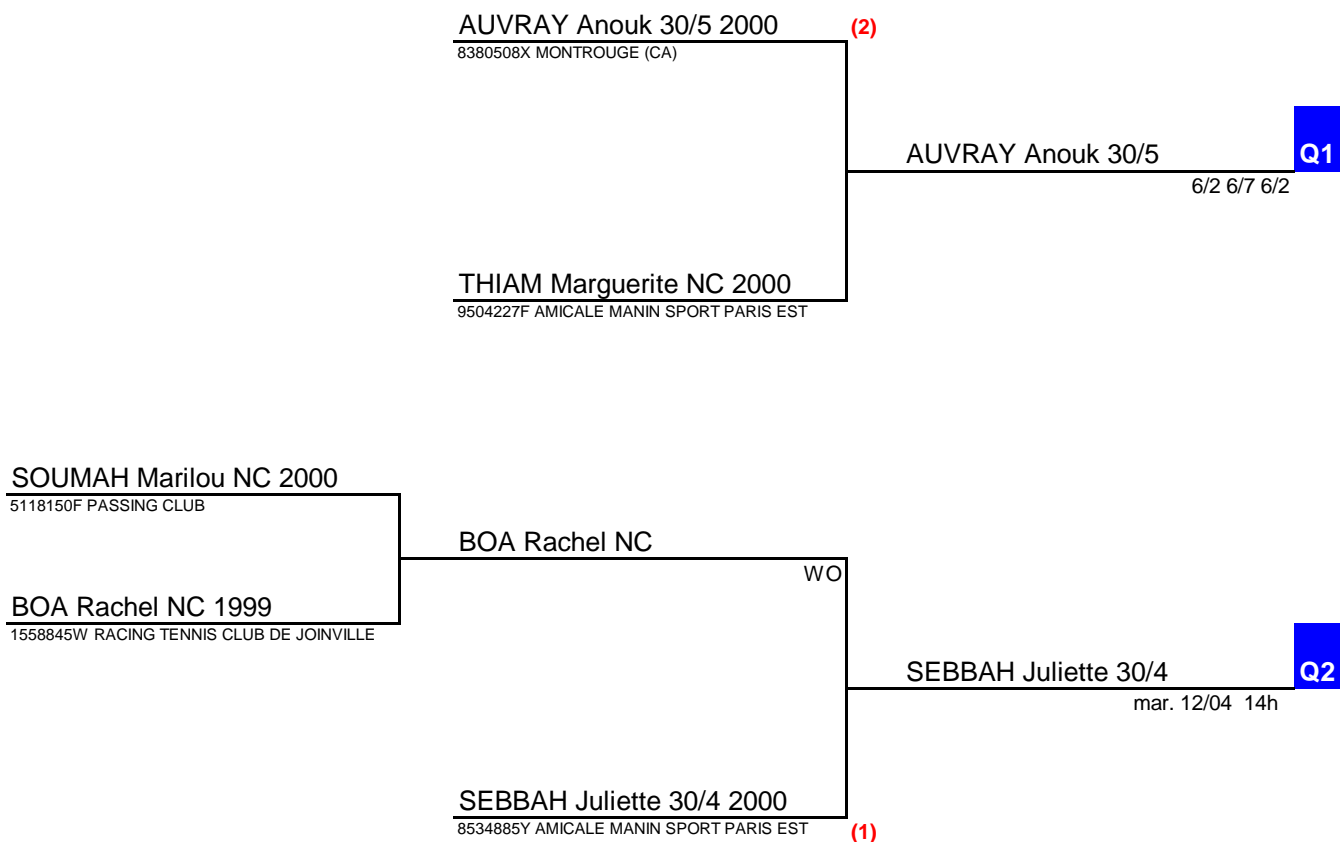 AUVRAY Anouk 30/5 2000 (2)
8380508X MONTROUGE (CA)
AUVRAY Anouk 30/5 Q1
6/2 6/7 6/2
THIAM Marguerite NC 2000
9504227F AMICALE MANIN SPORT PARIS EST
SOUMAH Marilou NC 2000
5118150F PASSING CLUB
BOA Rachel NC
WO
BOA Rachel NC 1999
1558845W RACING TENNIS CLUB DE JOINVILLE
SEBBAH Juliette 30/4 Q2
mar. 12/04 14h
SEBBAH Juliette 30/4 2000
8534885Y AMICALE MANIN SPORT PARIS EST (1)